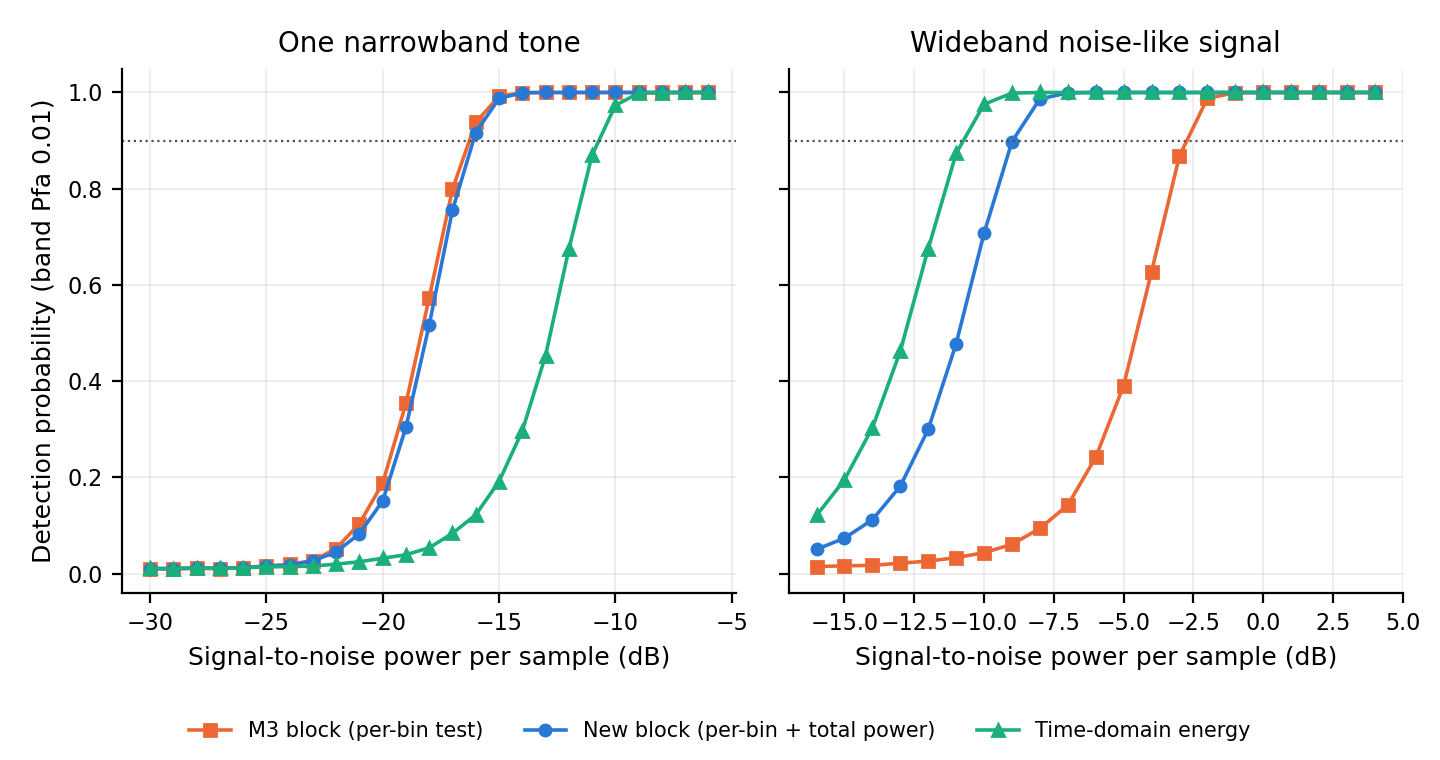 One narrowband tone
Wideband noise-like signal
Detection probability (band Pfa 0.01)
1.0
0.8
0.6
0.4
0.2
0.0
−30 −25 −20 −15 −10 −5
−15.0 −12.5 −10.0 −7.5 −5.0 −2.5 0.0 2.5 5.0
Signal-to-noise power per sample (dB)
Signal-to-noise power per sample (dB)
M3 block (per-bin test) New block (per-bin + total power) Time-domain energy